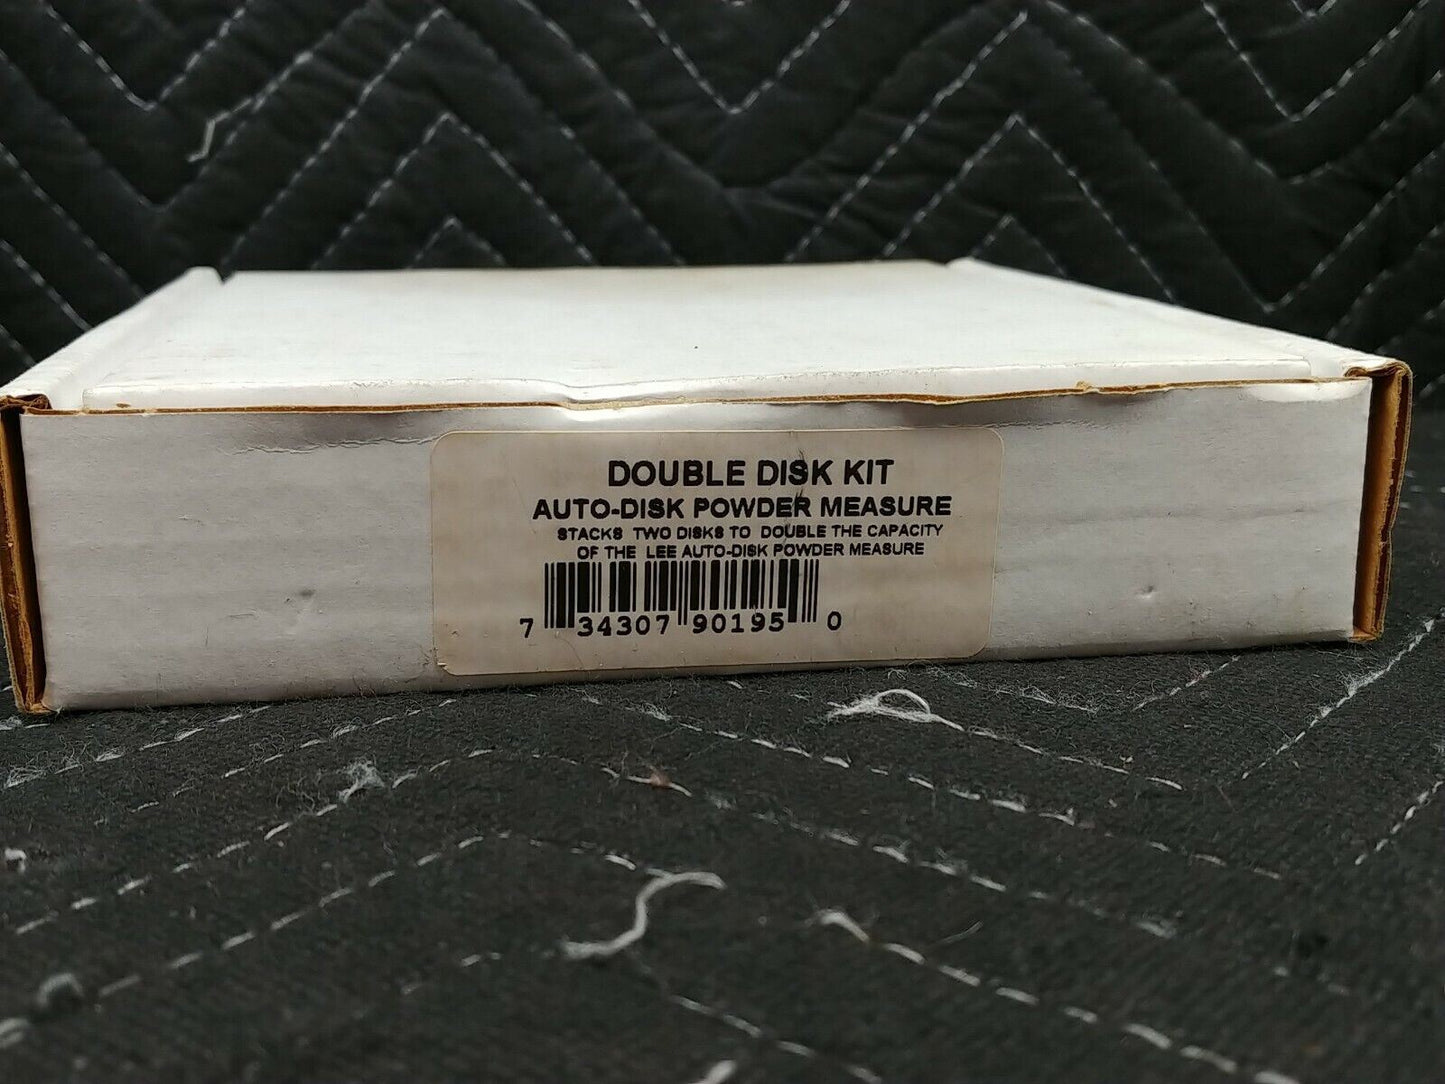 DOUBLE DISK KIT
AUTO-DISK POWDER MEASURE
STACKS TWO DISKS TO DOUBLE THE CAPACITY
OF THE LEE AUTO-DISK POWDER MEASURE
7 34307 90195 0